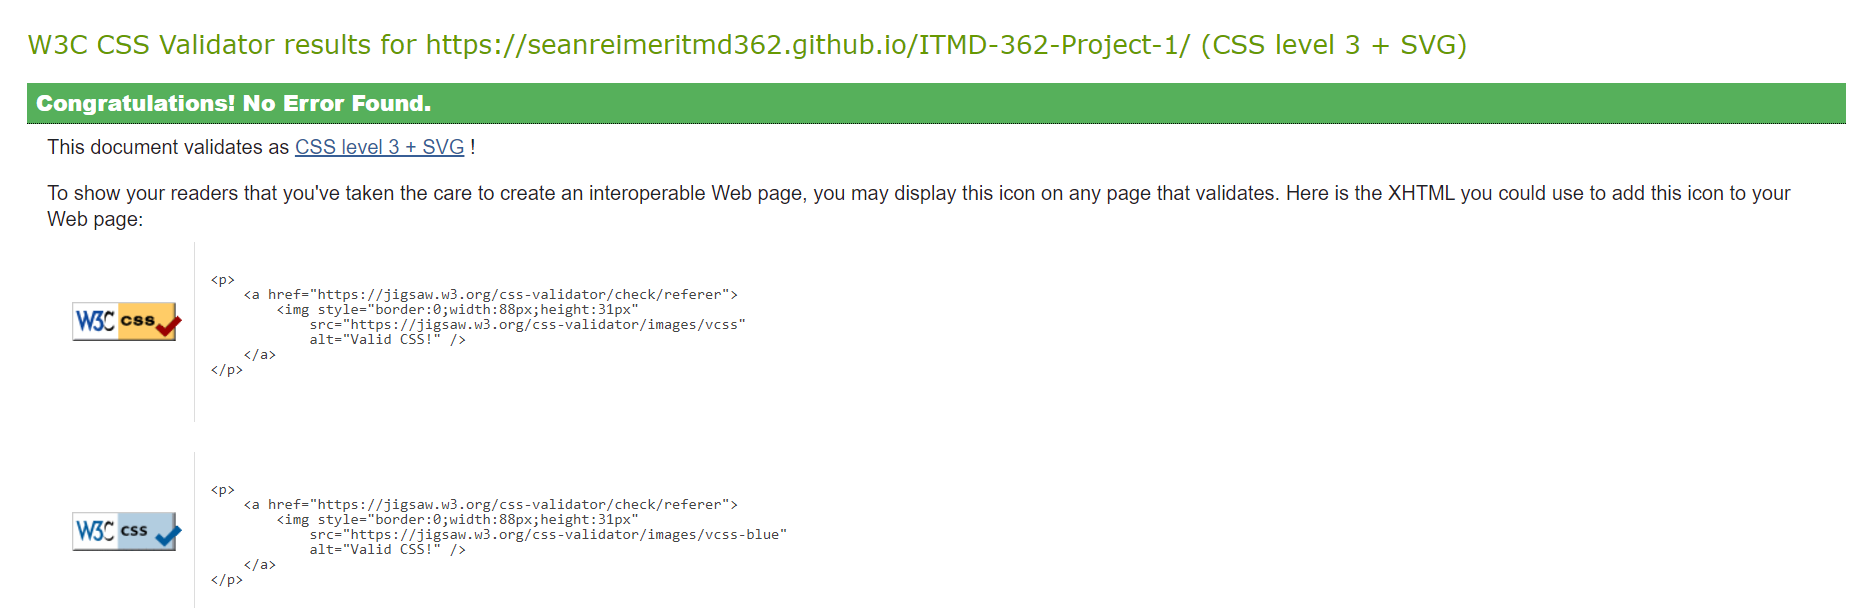 W3C CSS Validator results for https://seanreimeritmd362.github.io/ITMD-362-Project-1/ (CSS level 3 + SVG)
Congratulations! No Error Found.
This document validates as CSS level 3 + SVG !
To show your readers that you've taken the care to create an interoperable Web page, you may display this icon on any page that validates. Here is the XHTML you could use to add this icon to your
Web page:
W3C css
<p>
    <a href="https://jigsaw.w3.org/css-validator/check/referer">
        <img style="border:0;width:88px;height:31px"
            src="https://jigsaw.w3.org/css-validator/images/vcss"
            alt="Valid CSS!" />
    </a>
</p>
W3C css
<p>
    <a href="https://jigsaw.w3.org/css-validator/check/referer">
        <img style="border:0;width:88px;height:31px"
            src="https://jigsaw.w3.org/css-validator/images/vcss-blue"
            alt="Valid CSS!" />
    </a>
</p>